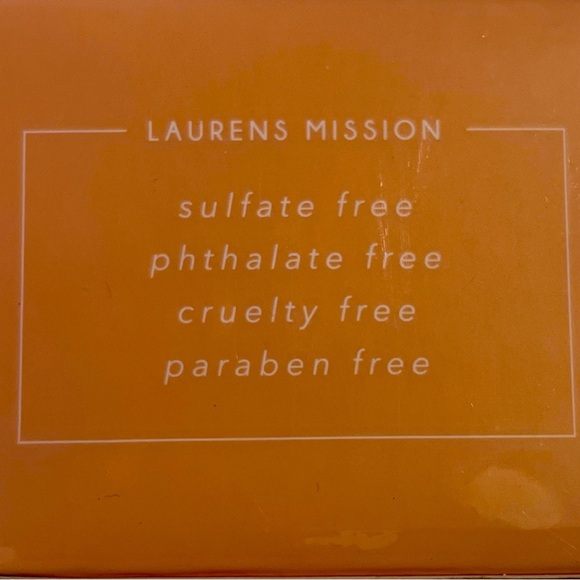 LAURENS MISSION
sulfate free
phthalate free
cruelty free
paraben free